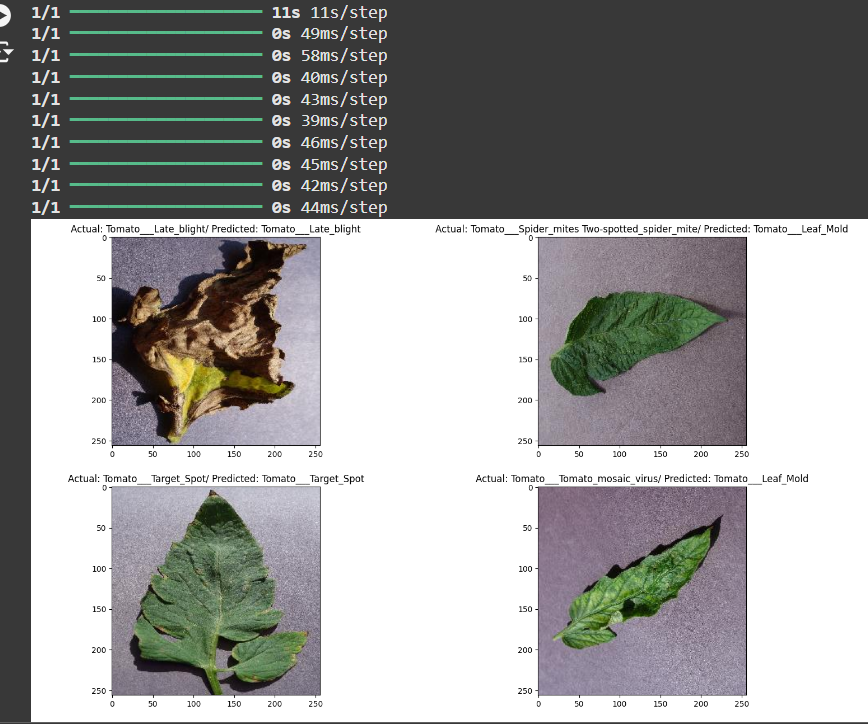 1/1 ━━━━━━━━━━━━━━━━━━━━ 11s 11s/step
1/1 ━━━━━━━━━━━━━━━━━━━━ 0s 49ms/step
1/1 ━━━━━━━━━━━━━━━━━━━━ 0s 58ms/step
1/1 ━━━━━━━━━━━━━━━━━━━━ 0s 40ms/step
1/1 ━━━━━━━━━━━━━━━━━━━━ 0s 43ms/step
1/1 ━━━━━━━━━━━━━━━━━━━━ 0s 39ms/step
1/1 ━━━━━━━━━━━━━━━━━━━━ 0s 46ms/step
1/1 ━━━━━━━━━━━━━━━━━━━━ 0s 45ms/step
1/1 ━━━━━━━━━━━━━━━━━━━━ 0s 42ms/step
1/1 ━━━━━━━━━━━━━━━━━━━━ 0s 44ms/step
Actual: Tomato___Late_blight/ Predicted: Tomato___Late_blight
0
50
100
150
200
250
0 50 100 150 200 250
Actual: Tomato___Spider_mites Two-spotted_spider_mite/ Predicted: Tomato___Leaf_Mold
0
50
100
150
200
250
0 50 100 150 200 250
Actual: Tomato___Target_Spot/ Predicted: Tomato___Target_Spot
0
50
100
150
200
250
0 50 100 150 200 250
Actual: Tomato___Tomato_mosaic_virus/ Predicted: Tomato___Leaf_Mold
0
50
100
150
200
250
0 50 100 150 200 250